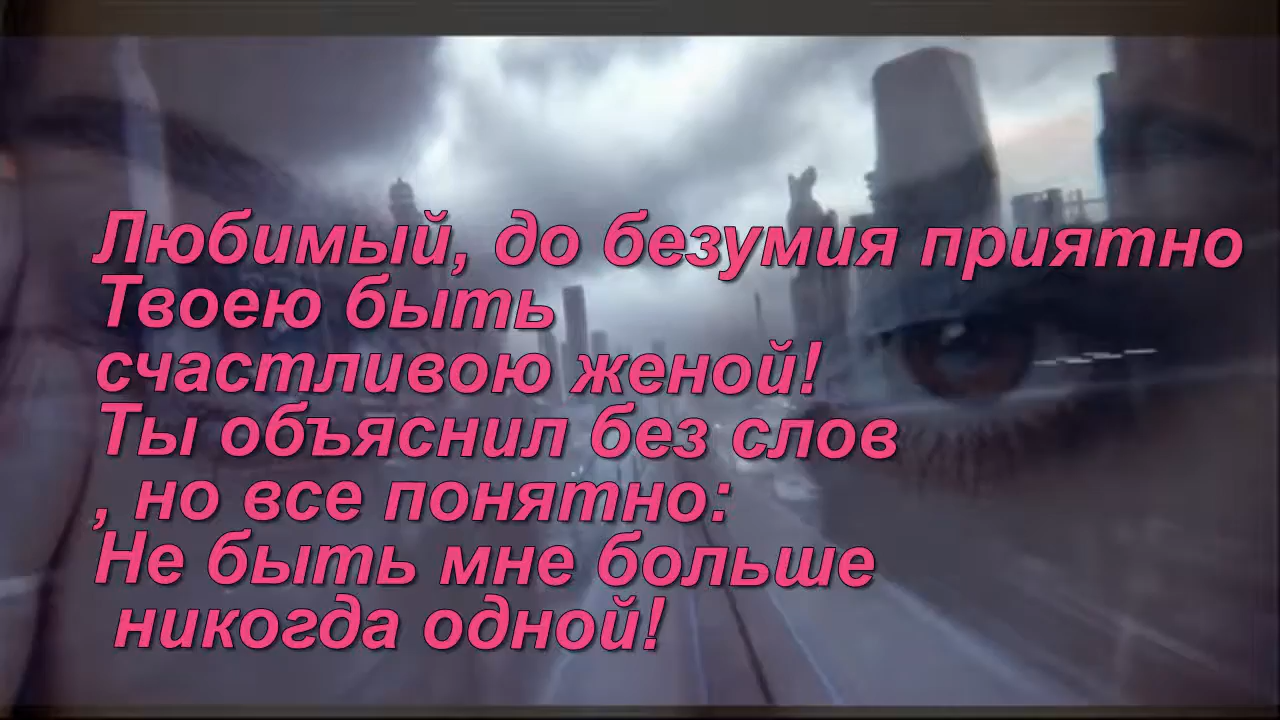 Любимый, до безумия приятно
Твоею быть
счастливою женой!
Ты объяснил без слов
, но все понятно:
Не быть мне больше
никогда одной!